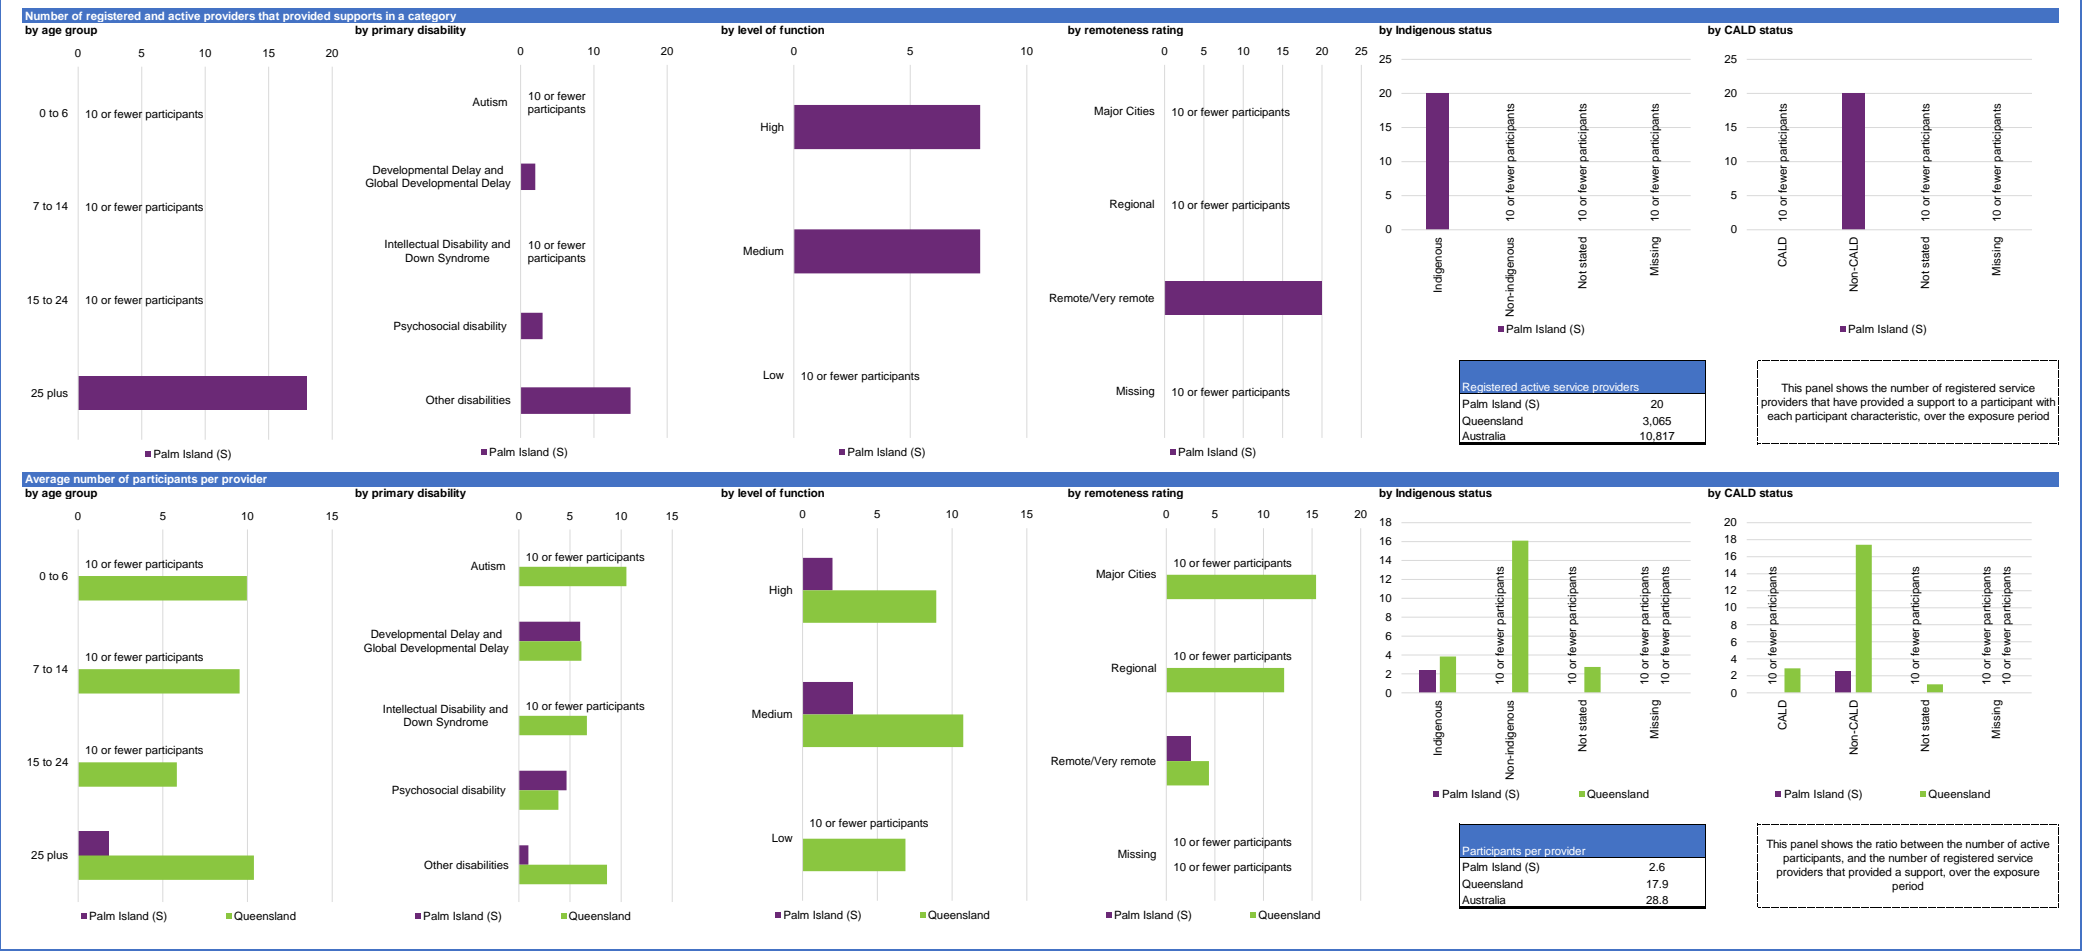 Number of registered and active providers that provided supports in a category
by age group
0 5 10 15 20
0 to 6
10 or fewer participants
7 to 14
10 or fewer participants
15 to 24
10 or fewer participants
25 plus
Palm Island (S)
by primary disability
0 10 20
Autism
10 or fewer
participants
Developmental Delay and
Global Developmental Delay
Intellectual Disability and
Down Syndrome
10 or fewer
participants
Psychosocial disability
Other disabilities
Palm Island (S)
by level of function
0 5 10
High
Medium
Low
10 or fewer participants
Palm Island (S)
by remoteness rating
0 5 10 15 20 25
Major Cities
10 or fewer participants
Regional
10 or fewer participants
Remote/Very remote
Missing
10 or fewer participants
Palm Island (S)
by Indigenous status
25
20
15
10
5
0
10 or fewer participants
10 or fewer participants
10 or fewer participants
Indigenous
Non-indigenous
Not stated
Missing
Palm Island (S)
by CALD status
25
20
15
10
5
0
10 or fewer participants
10 or fewer participants
10 or fewer participants
CALD
Non-CALD
Not stated
Missing
Palm Island (S)
Registered active service providers
Palm Island (S) 20
Queensland 3,065
Australia 10,817
This panel shows the number of registered service
providers that have provided a support to a participant with
each participant characteristic, over the exposure period
Average number of participants per provider
by age group
0 5 10 15
0 to 6
10 or fewer participants
7 to 14
10 or fewer participants
15 to 24
10 or fewer participants
25 plus
Palm Island (S) Queensland
by primary disability
0 5 10 15
Autism
10 or fewer participants
Developmental Delay and
Global Developmental Delay
Intellectual Disability and
Down Syndrome
10 or fewer participants
Psychosocial disability
Other disabilities
Palm Island (S) Queensland
by level of function
0 5 10 15
High
Medium
Low
10 or fewer participants
Palm Island (S) Queensland
by remoteness rating
0 5 10 15 20
Major Cities
10 or fewer participants
Regional
10 or fewer participants
Remote/Very remote
Missing
10 or fewer participants
10 or fewer participants
Palm Island (S) Queensland
by Indigenous status
18
16
14
12
10
8
6
4
2
0
10 or fewer participants
10 or fewer participants
10 or fewer participants
10 or fewer participants
Indigenous
Non-indigenous
Not stated
Missing
Palm Island (S) Queensland
by CALD status
20
18
16
14
12
10
8
6
4
2
0
10 or fewer participants
10 or fewer participants
10 or fewer participants
10 or fewer participants
CALD
Non-CALD
Not stated
Missing
Palm Island (S) Queensland
Participants per provider
Palm Island (S) 2.6
Queensland 17.9
Australia 28.8
This panel shows the ratio between the number of active
participants, and the number of registered service
providers that provided a support, over the exposure
period